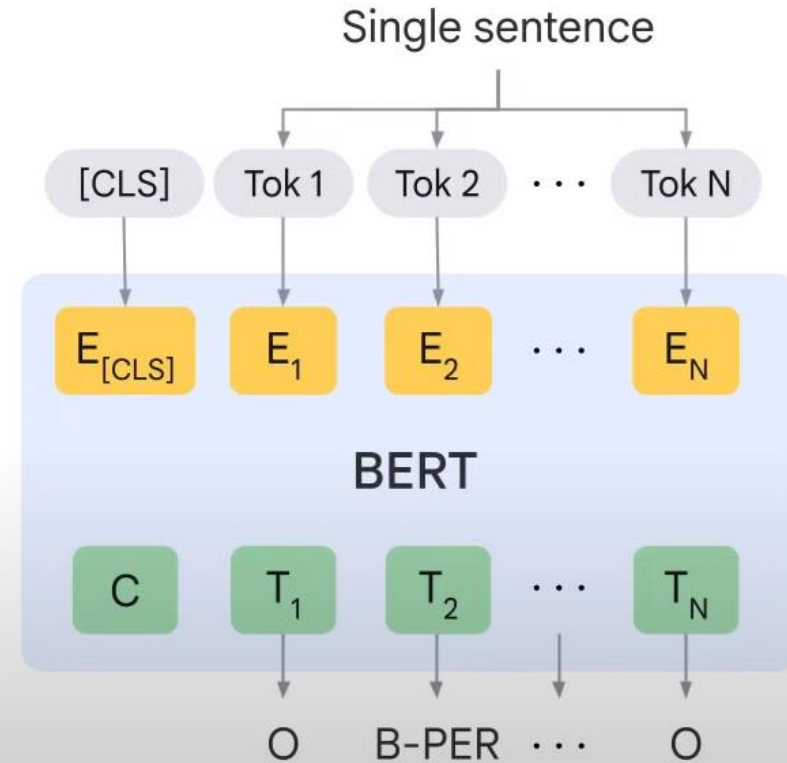 Single sentence
[CLS] Tok 1 Tok 2 ··· Tok N
E[CLS] E1 E2 ··· EN
BERT
C T1 T2 ··· TN
O B-PER ··· O